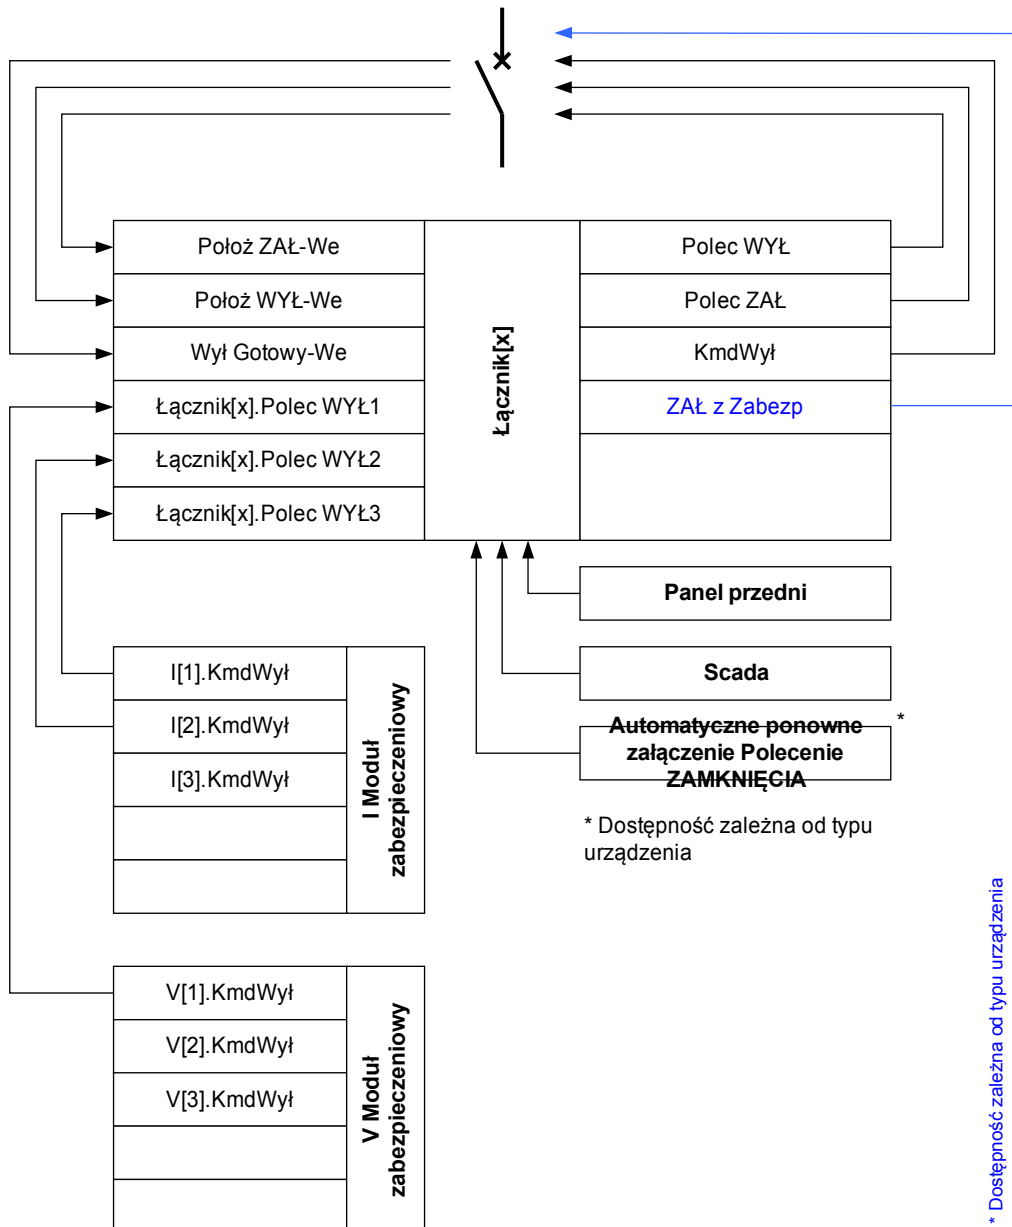 Położ ZAŁ-We
Położ WYŁ-We
Wył Gotowy-We
Łącznik[x].Polec WYŁ1
Łącznik[x].Polec WYŁ2
Łącznik[x].Polec WYŁ3
Łącznik[x]
Polec WYŁ
Polec ZAŁ
KmdWył
ZAŁ z Zabezp
Panel przedni
Scada
Automatyczne ponowne
załączenie Polecenie
ZAMKNIĘCIA
*
* Dostępność zależna od typu
urządzenia
I[1].KmdWył
I[2].KmdWył
I[3].KmdWył
I Moduł
zabezpieczeniowy
V[1].KmdWył
V[2].KmdWył
V[3].KmdWył
V Moduł
zabezpieczeniowy
* Dostępność zależna od typu urządzenia